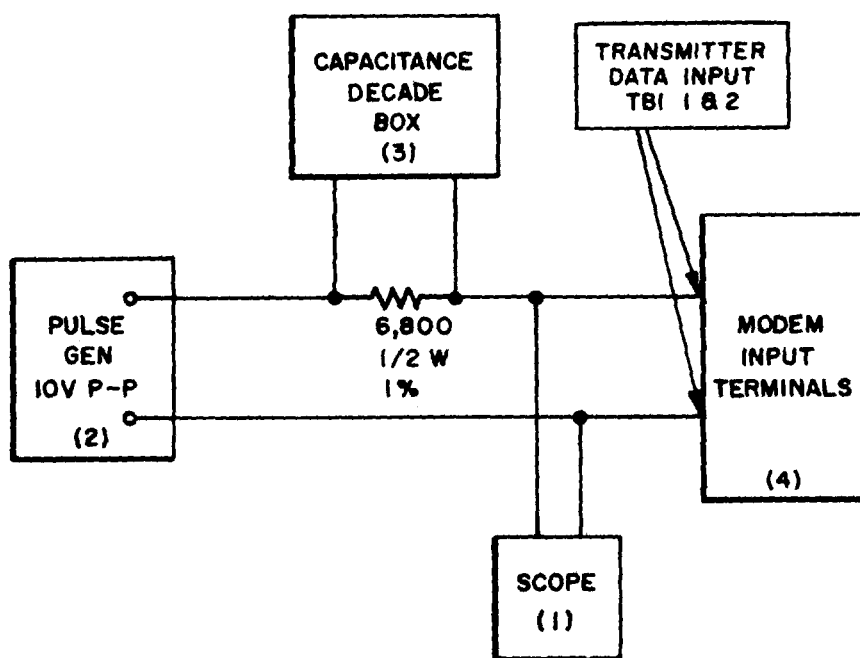 CAPACITANCE
DECADE
BOX
(3)
TRANSMITTER
DATA INPUT
TB1 1 & 2
PULSE
GEN
10V P-P
(2)
6,800
1/2 W
1%
MODEM
INPUT
TERMINALS
(4)
SCOPE
(1)